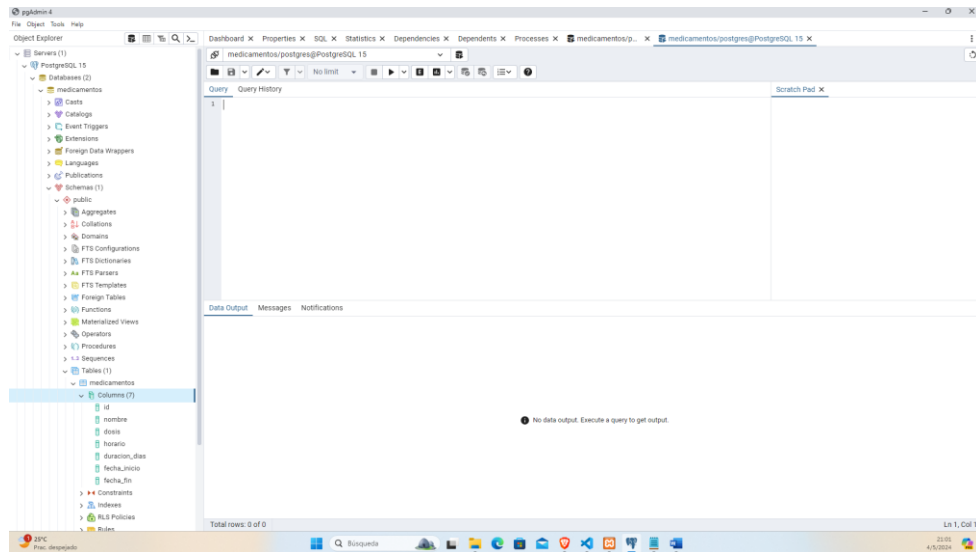 pgAdmin 4
File Object Tools Help
Object Explorer
Dashboard Properties SQL Statistics Dependencies Dependents Processes medicamentos/p... medicamentos/postgres@PostgreSQL 15
Servers (1)
medicamentos/postgres@PostgreSQL 15
PostgreSQL 15
Databases (2)
No limit
medicamentos
Query Query History
Scratch Pad
Casts
1
Catalogs
Event Triggers
Extensions
Foreign Data Wrappers
Languages
Publications
Schemas (1)
public
Aggregates
Collations
Domains
FTS Configurations
FTS Dictionaries
FTS Parsers
FTS Templates
Foreign Tables
Functions
Data Output Messages Notifications
Materialized Views
Operators
Procedures
1..3 Sequences
Tables (1)
medicamentos
Columns (7)
id
nombre
No data output. Execute a query to get output.
dosis
horario
duracion_dias
fecha_inicio
fecha_fin
Constraints
Indexes
RLS Policies
Total rows: 0 of 0
Ln 1, Col 1
Rules
25°C
Prac. despejado
Búsqueda
21:01
4/5/2024